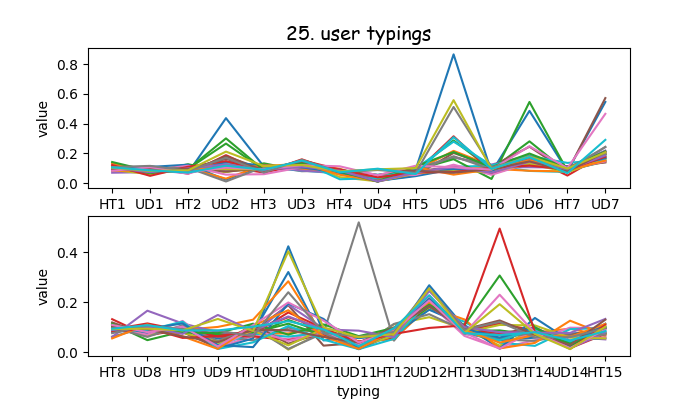 25. user typings
value
0.8
0.6
0.4
0.2
0.0
HT1 UD1 HT2 UD2 HT3 UD3 HT4 UD4 HT5 UD5 HT6 UD6 HT7 UD7
value
0.4
0.2
0.0
HT8 UD8 HT9 UD9 HT10 UD10 HT11 UD11 HT12 UD12 HT13 UD13 HT14 UD14 HT15
typing